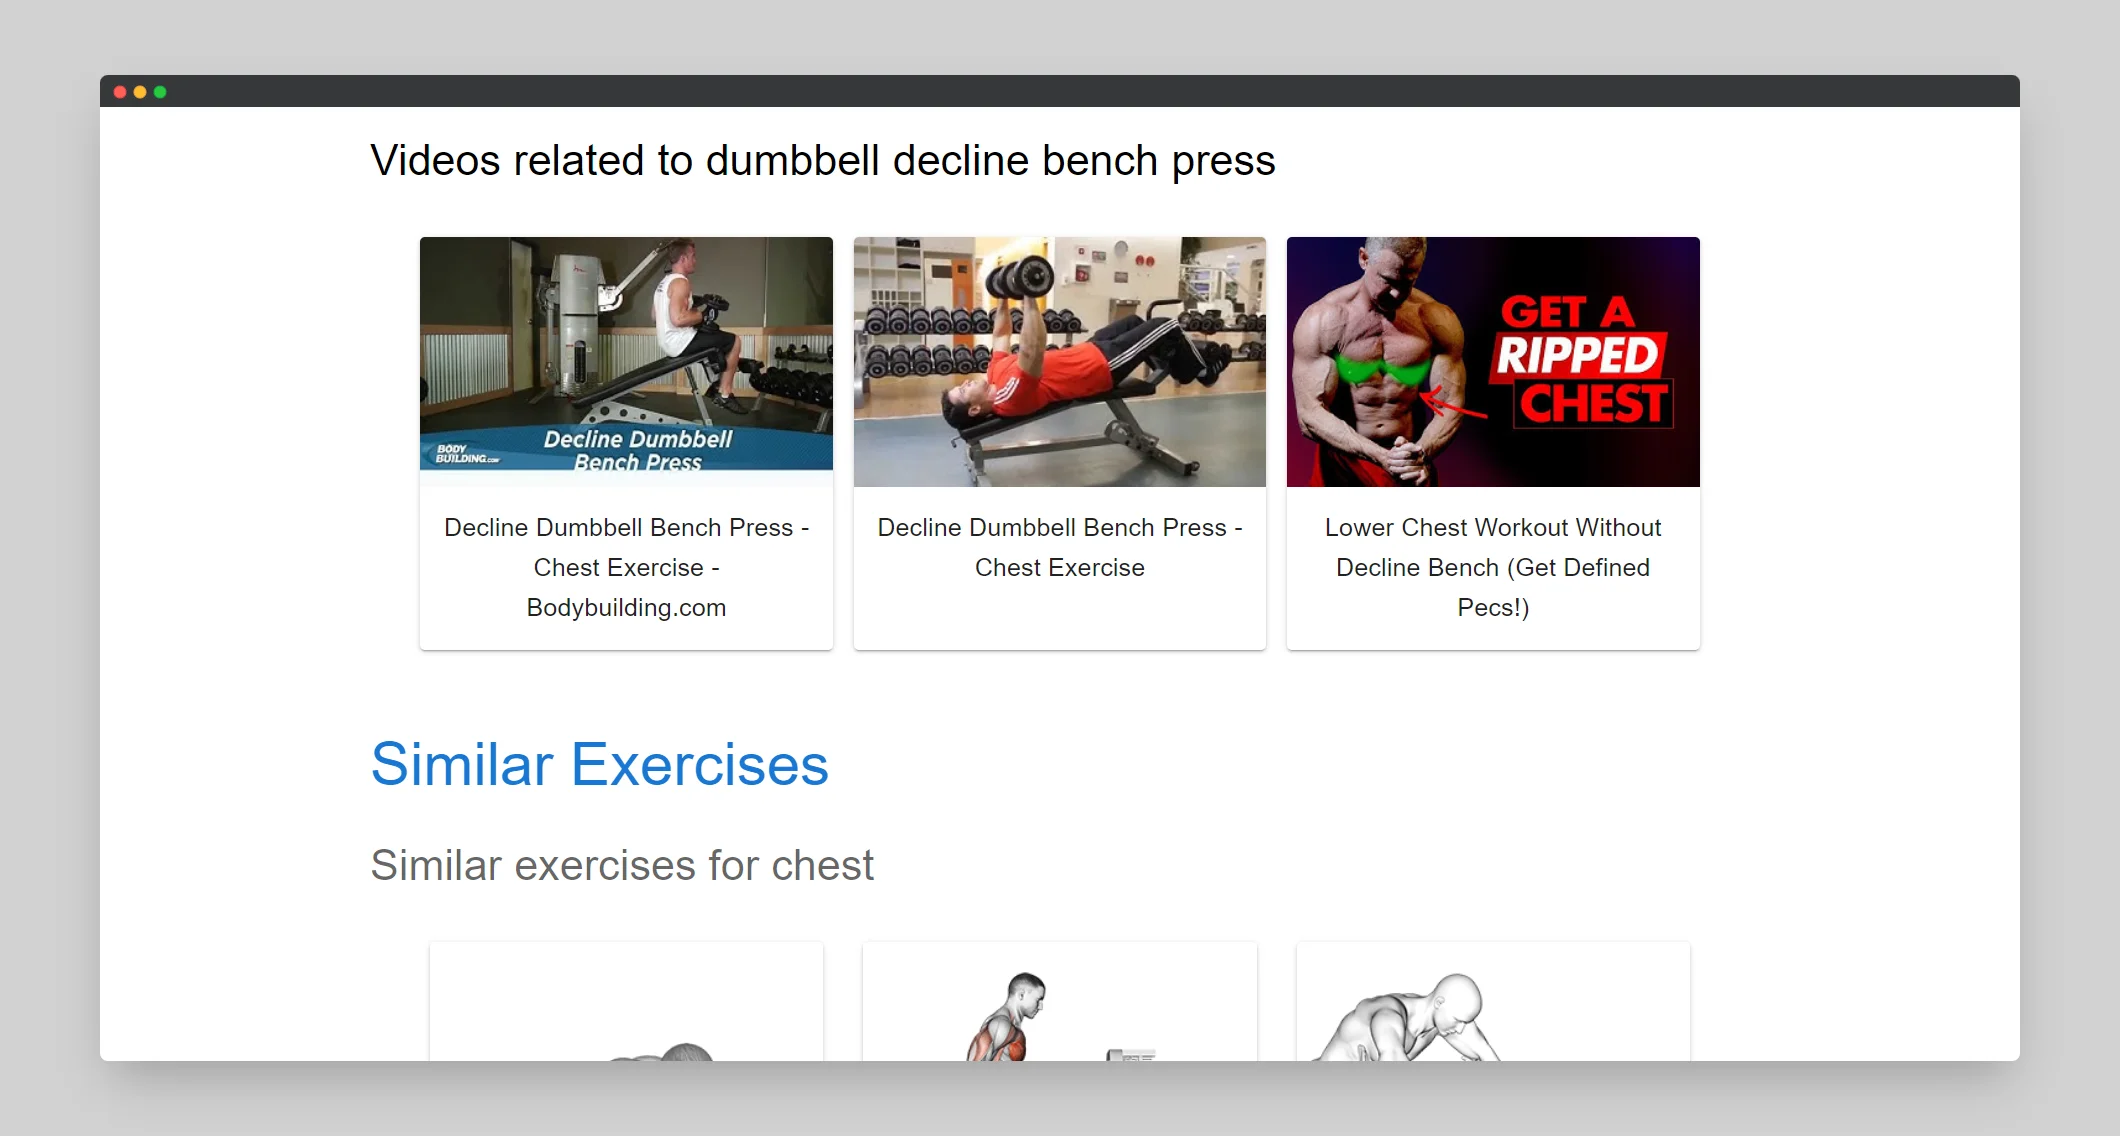 Videos related to dumbbell decline bench press
Decline Dumbbell
Bench Press
BODY
BUILDING.com
GET A
RIPPED
CHEST
Decline Dumbbell Bench Press -
Chest Exercise -
Bodybuilding.com
Decline Dumbbell Bench Press -
Chest Exercise
Lower Chest Workout Without
Decline Bench (Get Defined
Pecs!)
Similar Exercises
Similar exercises for chest